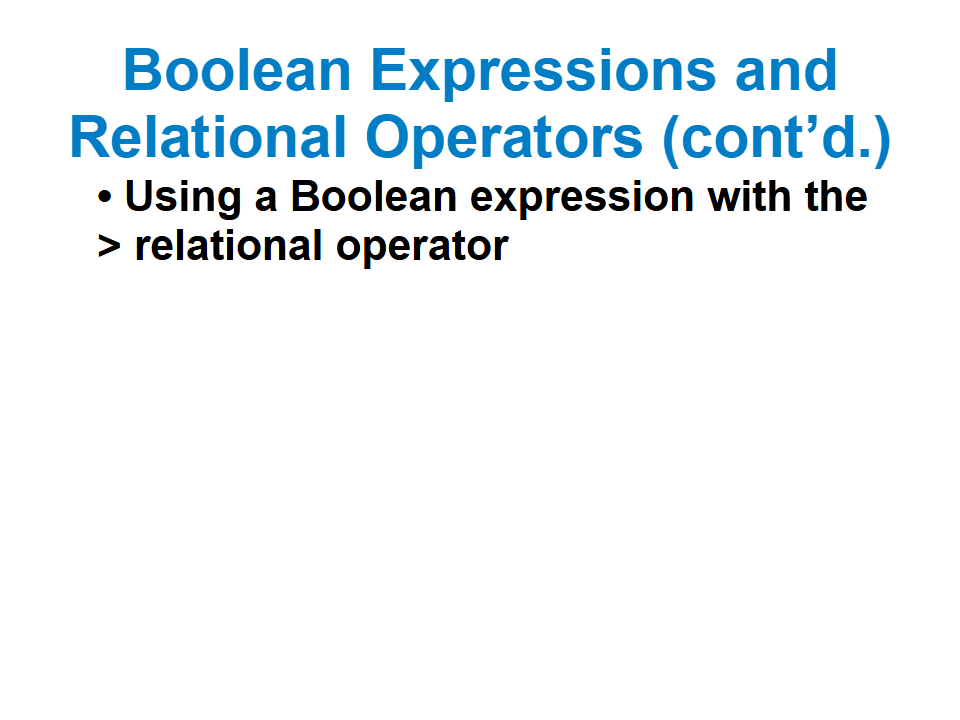 Boolean Expressions and
Relational Operators (cont’d.)
• Using a Boolean expression with the
> relational operator